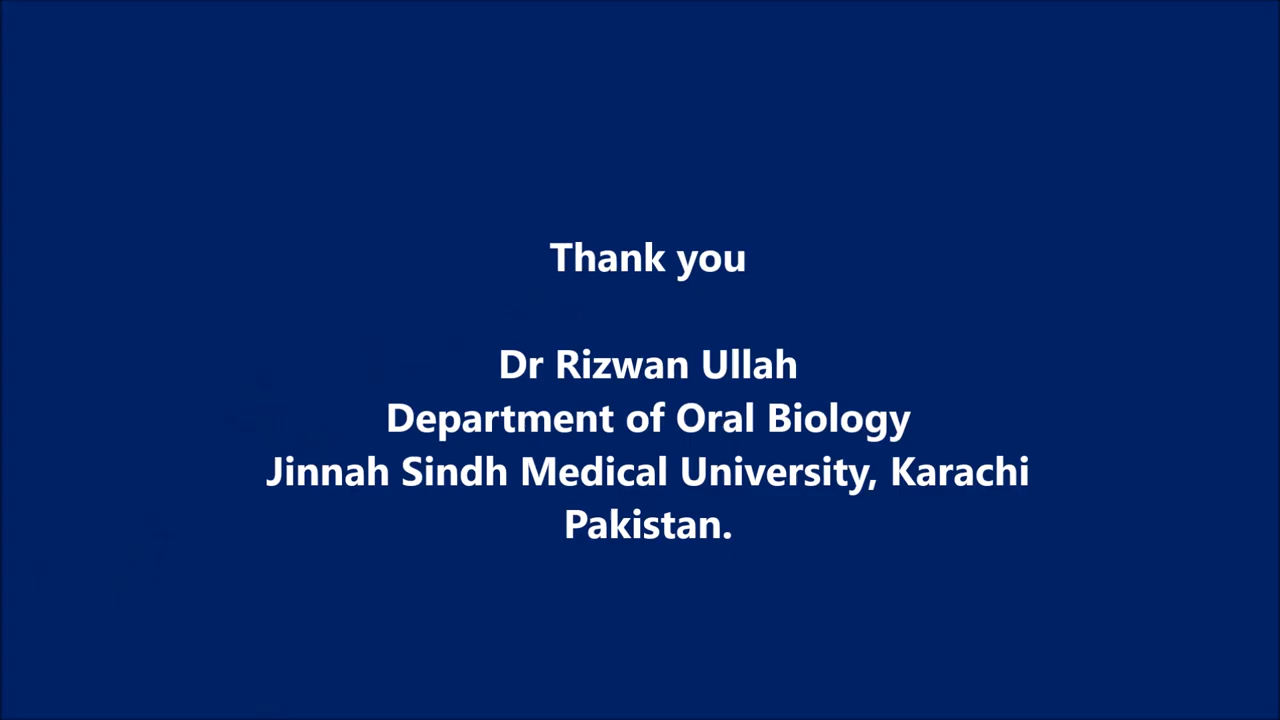 Thank you
Dr Rizwan Ullah
Department of Oral Biology
Jinnah Sindh Medical University, Karachi
Pakistan.